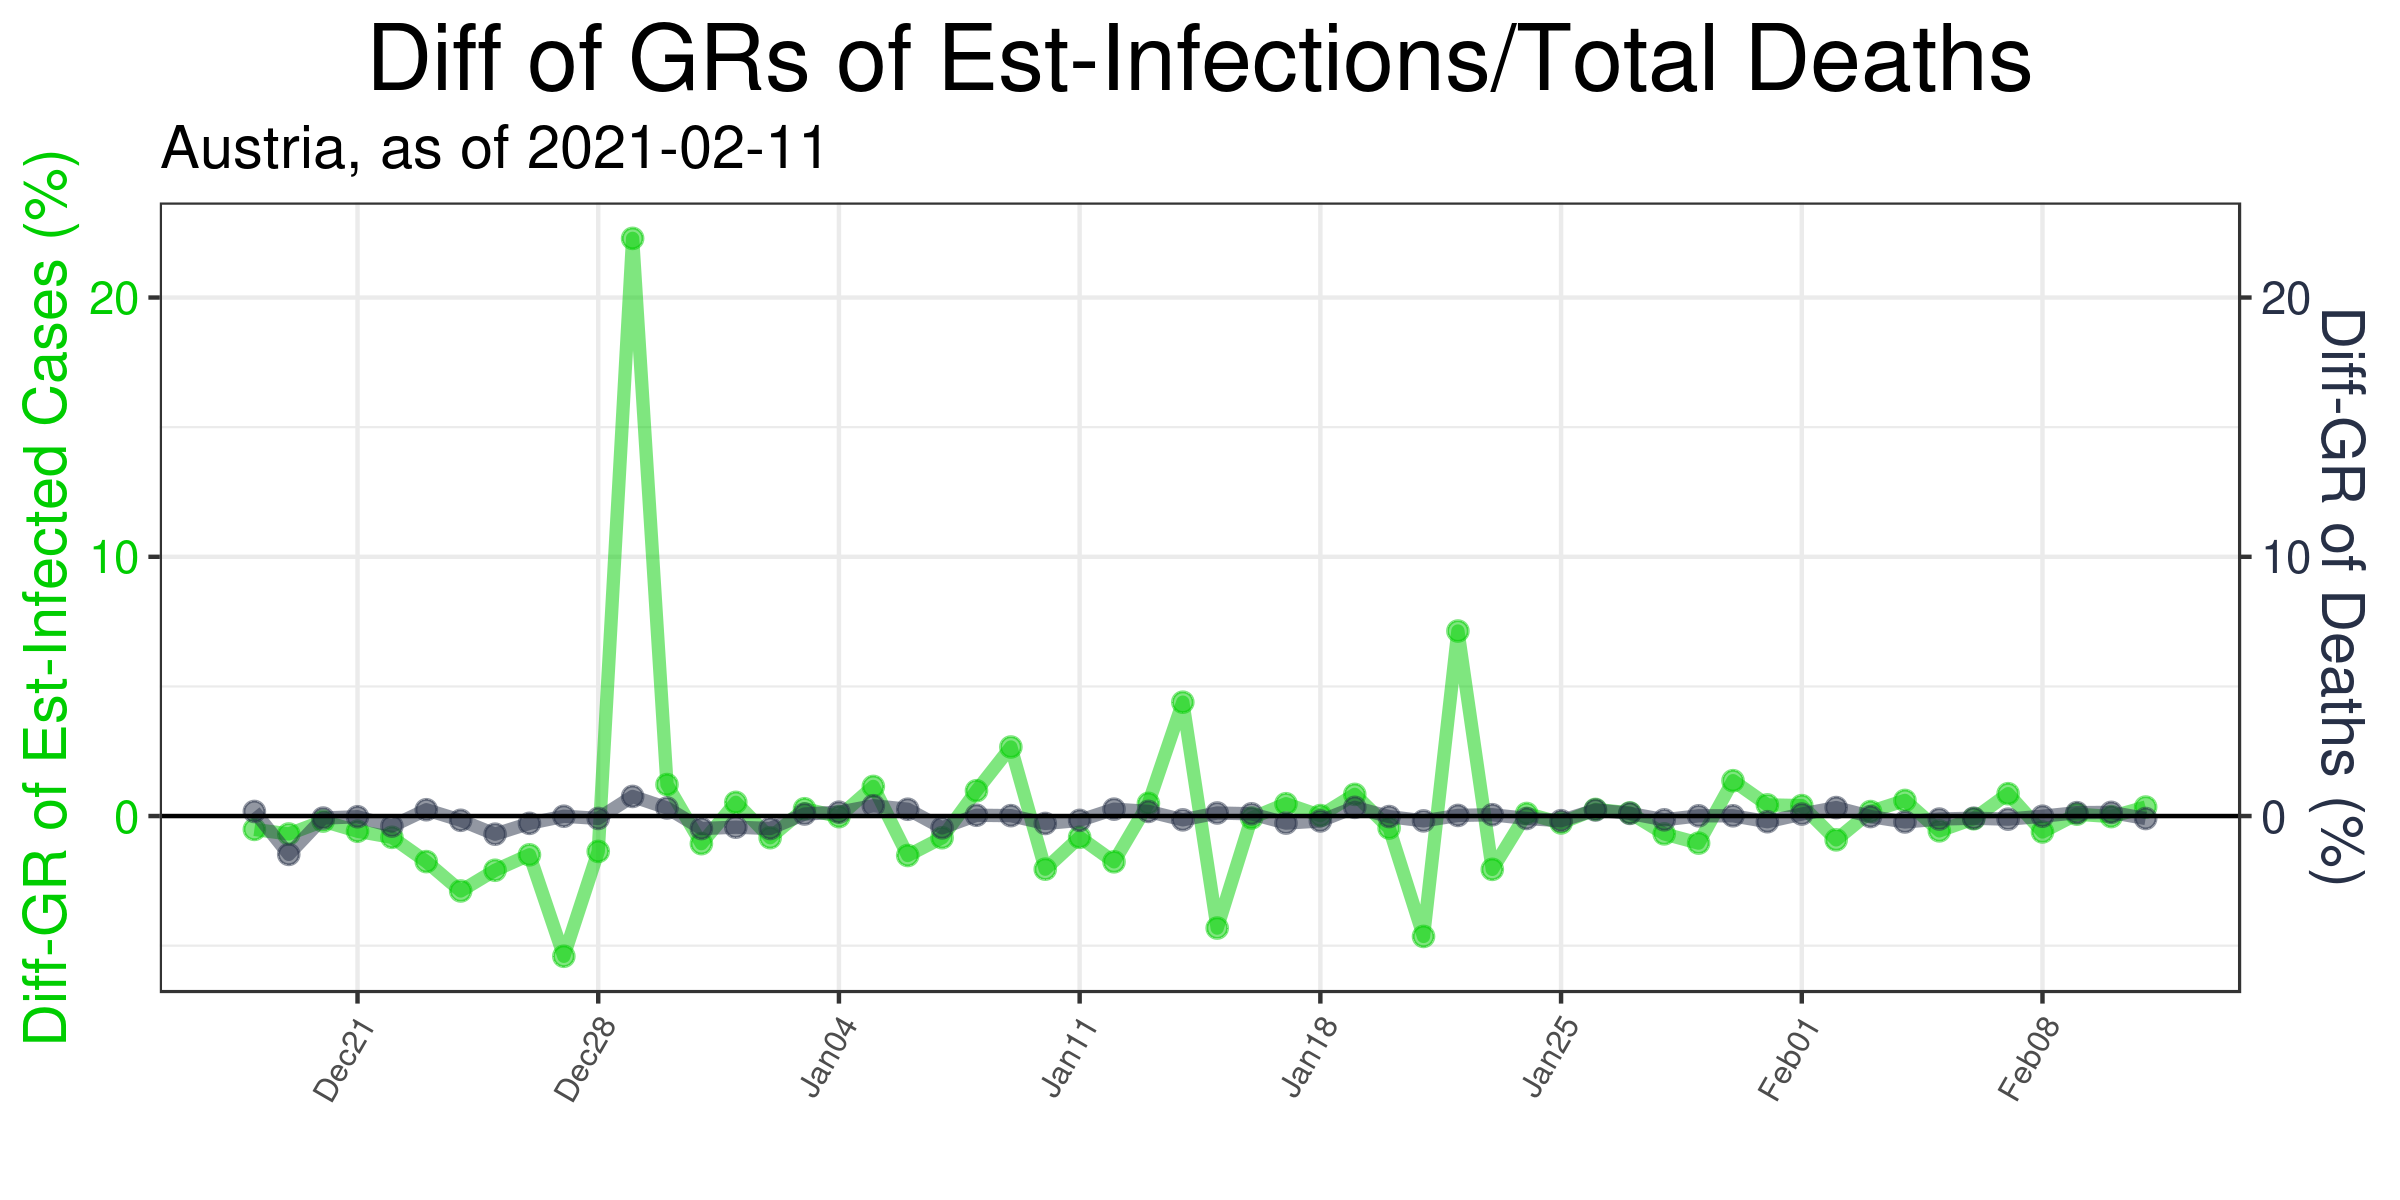 Diff of GRs of Est-Infections/Total Deaths
Austria, as of 2021-02-11
Diff-GR of Est-Infected Cases (%)
20
10
0
20
10
0
Diff-GR of Deaths (%)
Dec21
Dec28
Jan04
Jan11
Jan18
Jan25
Feb01
Feb08